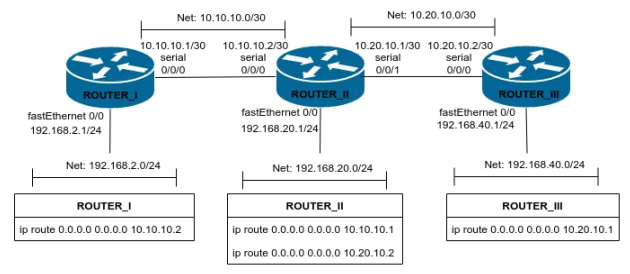 Net: 10.10.10.0/30
Net: 10.20.10.0/30
10.10.10.1/30
serial
0/0/0
10.10.10.2/30
serial
0/0/0
10.20.10.1/30
serial
0/0/1
10.20.10.2/30
serial
0/0/0
ROUTER_I
ROUTER_II
ROUTER_III
fastEthernet 0/0
192.168.2.1/24
fastEthernet 0/0
192.168.20.1/24
fastEthernet 0/0
192.168.40.1/24
Net: 192.168.2.0/24
Net: 192.168.20.0/24
Net: 192.168.40.0/24
ROUTER_I
ip route 0.0.0.0 0.0.0.0 10.10.10.2
ROUTER_II
ip route 0.0.0.0 0.0.0.0 10.10.10.1
ip route 0.0.0.0 0.0.0.0 10.20.10.2
ROUTER_III
ip route 0.0.0.0 0.0.0.0 10.20.10.1